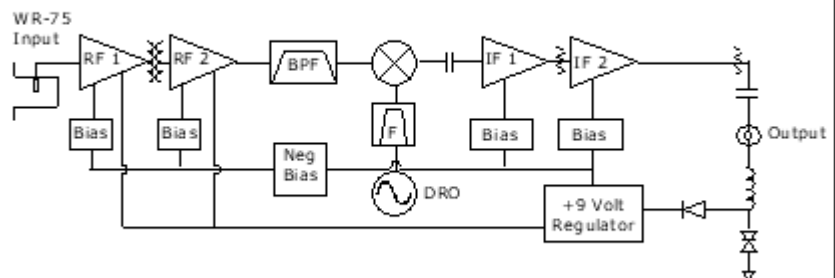 WR-75
Input
RF 1
RF 2
BPF
IF 1
IF 2
F
Bias
Bias
Bias
Bias
Output
Neg
Bias
DRO
+9 Volt
Regulator